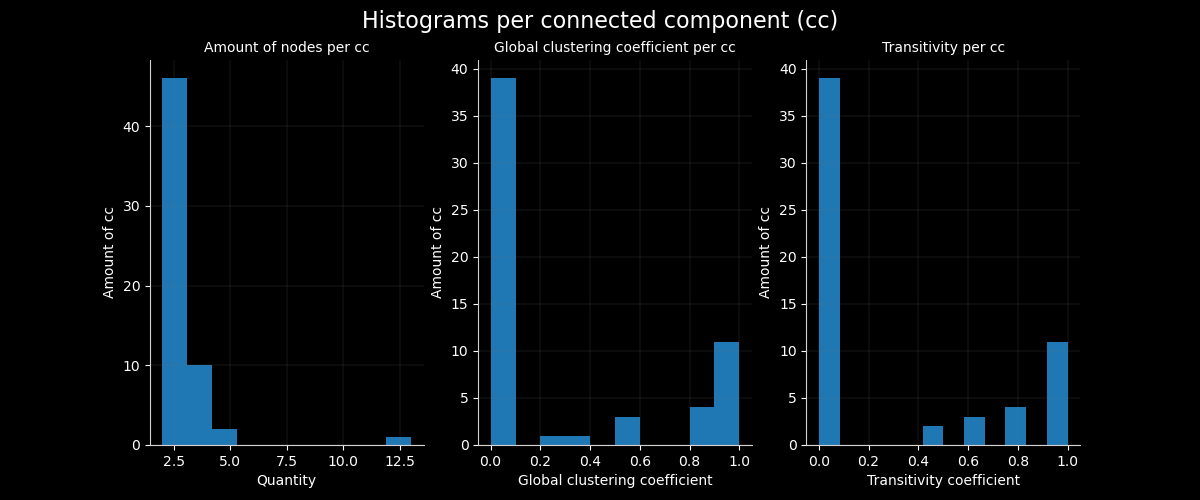 Histograms per connected component (cc)
Amount of nodes per cc
Global clustering coefficient per cc
Transitivity per cc
Amount of cc
40
30
20
10
0
2.5 5.0 7.5 10.0 12.5
Quantity
Amount of cc
40
35
30
25
20
15
10
5
0
0.0 0.2 0.4 0.6 0.8 1.0
Global clustering coefficient
Amount of cc
40
35
30
25
20
15
10
5
0
0.0 0.2 0.4 0.6 0.8 1.0
Transitivity coefficient